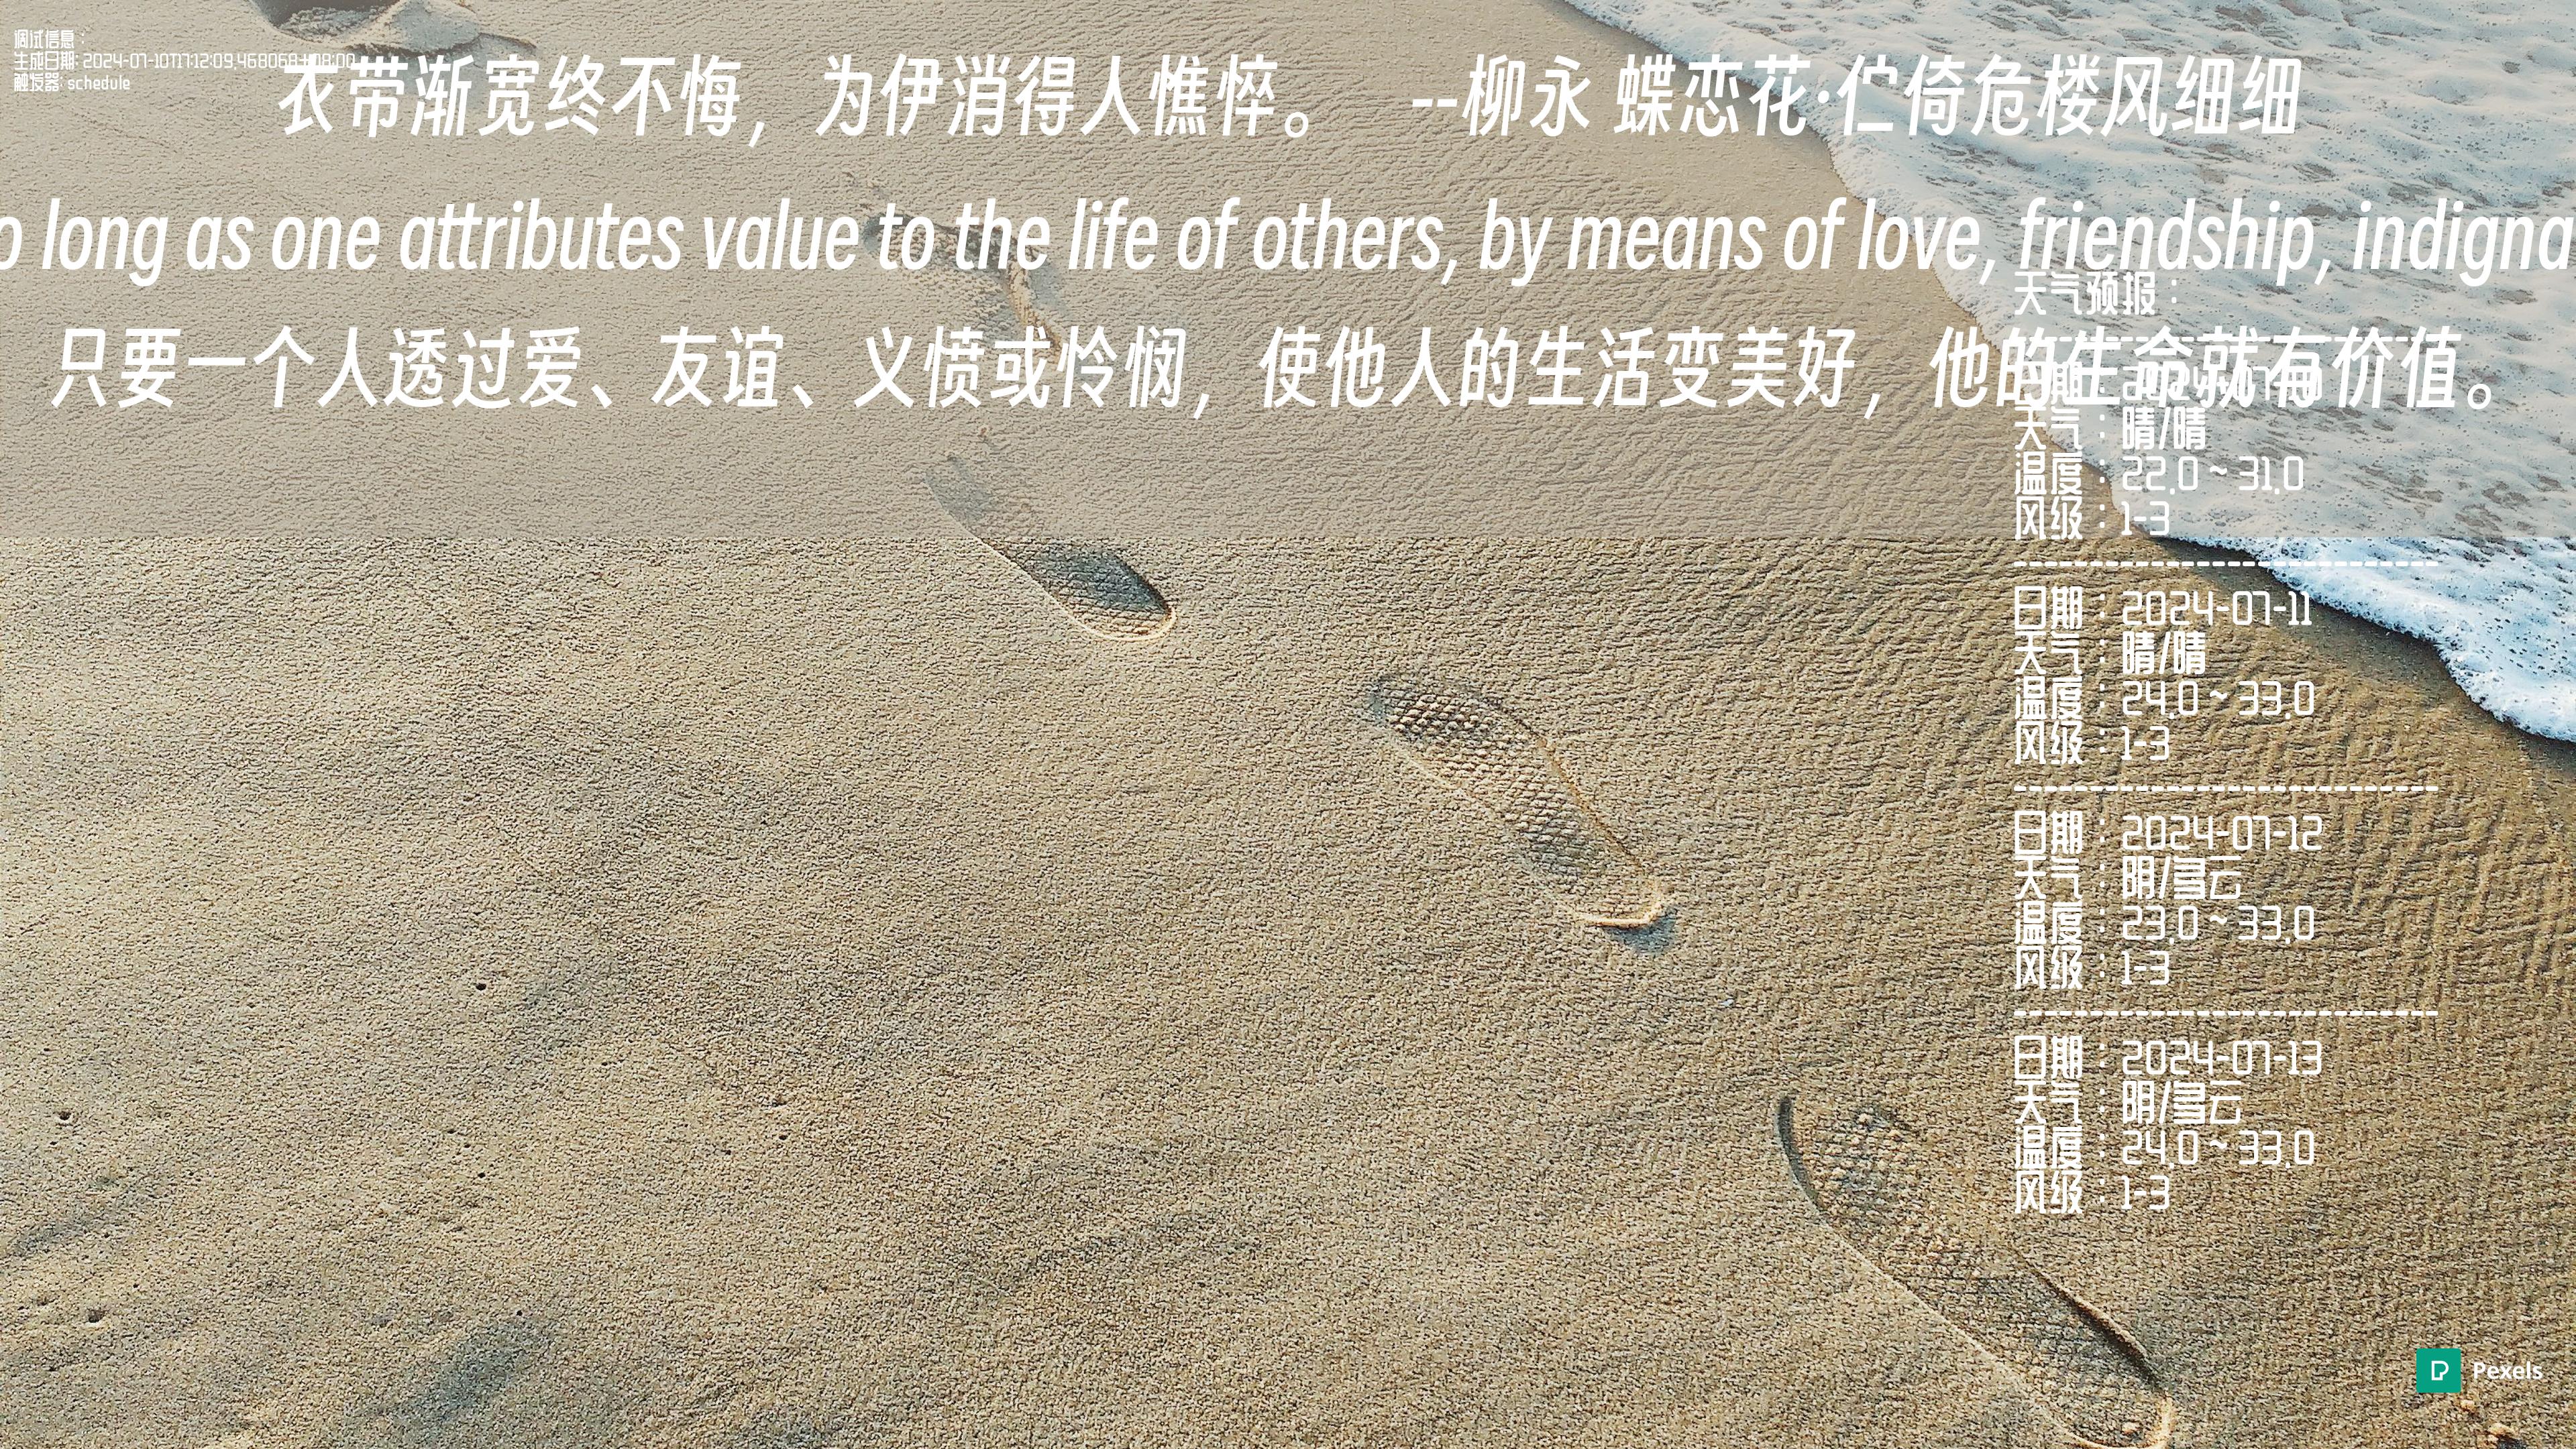 调试信息：
生成日期: 2024-07-10T17:12:09.468068+08:00
触发器: schedule
衣带渐宽终不悔，为伊消得人憔悴。 --柳永 蝶恋花·伫倚危楼风细细
long as one attributes value to the life of others, by means of love, friendship,
只要一个人透过爱、友谊、义愤或怜悯，使他人的生活变美好，他的生命就有价值。
天气预报：
日期：2024-07-10
天气：晴/晴
温度：22.0 ~ 31.0
风级：1-3
----------------------------
日期：2024-07-11
天气：晴/晴
温度：24.0 ~ 33.0
风级：1-3
----------------------------
日期：2024-07-12
天气：阴/多云
温度：23.0 ~ 33.0
风级：1-3
----------------------------
日期：2024-07-13
天气：阴/多云
温度：24.0 ~ 33.0
风级：1-3
Pexels